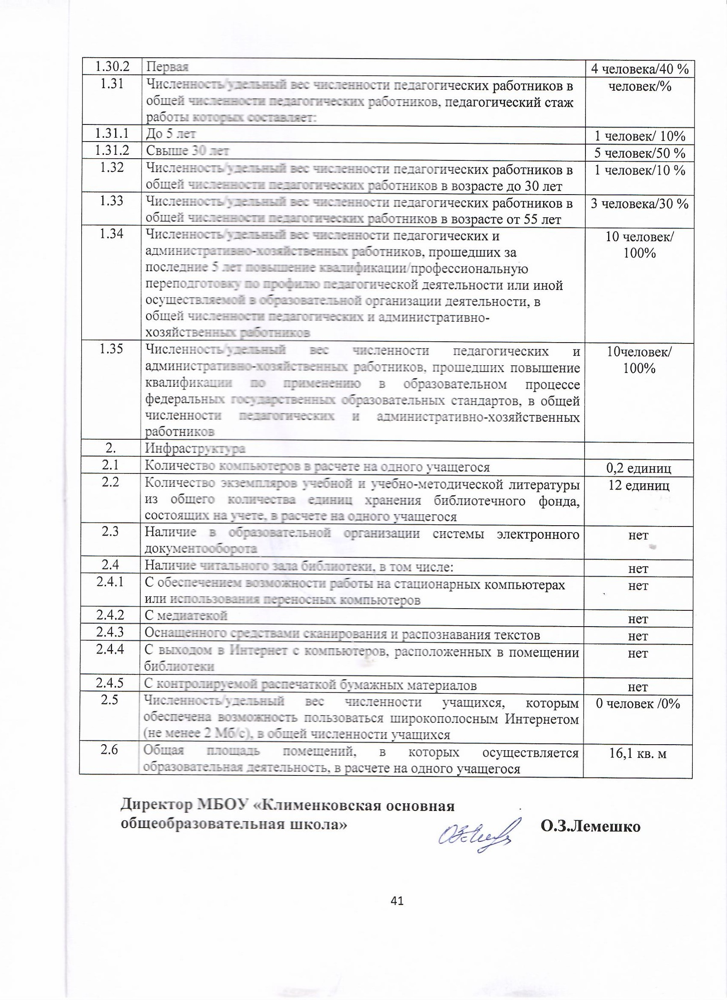 1.30.2 Первая 4 человека/40 %
1.31 Численность/удельный вес численности педагогических работников в человек/%
общей численности педагогических работников, педагогический стаж
работы которых составляет:
1.31.1 До 5 лет 1 человек/ 10%
1.31.2 Свыше 30 лет 5 человек/50 %
1.32 Численность/удельный вес численности педагогических работников в 1 человек/10 %
общей численности педагогических работников в возрасте до 30 лет
1.33 Численность/удельный вес численности педагогических работников в 3 человека/30 %
общей численности педагогических работников в возрасте от 55 лет
1.34 Численность/удельный вес численности педагогических и 10 человек/
административно-хозяйственных работников, прошедших за 100%
последние 5 лет повышение квалификации/профессиональную
переподготовку по профилю педагогической деятельности или иной
осуществляемой в образовательной организации деятельности, в
общей численности педагогических и административно-
хозяйственных работников
1.35 Численность/удельный вес численности педагогических и 10человек/
административно-хозяйственных работников, прошедших повышение 100%
квалификации по применению в образовательном процессе
федеральных государственных образовательных стандартов, в общей
численности педагогических и административно-хозяйственных
работников
2. Инфраструктура
2.1 Количество компьютеров в расчете на одного учащегося 0,2 единиц
2.2 Количество экземпляров учебной и учебно-методической литературы 12 единиц
из общего количества единиц хранения библиотечного фонда,
состоящих на учете, в расчете на одного учащегося
2.3 Наличие в образовательной организации системы электронного нет
документооборота
2.4 Наличие читального зала библиотеки, в том числе: нет
2.4.1 С обеспечением возможности работы на стационарных компьютерах нет
или использования переносных компьютеров
2.4.2 С медиатекой нет
2.4.3 Оснащенного средствами сканирования и распознавания текстов нет
2.4.4 С выходом в Интернет с компьютеров, расположенных в помещении нет
библиотеки
2.4.5 С контролируемой распечаткой бумажных материалов нет
2.5 Численность/удельный вес численности учащихся, которым 0 человек /0%
обеспечена возможность пользоваться широкополосным Интернетом
(не менее 2 Мб/с), в общей численности учащихся
2.6 Общая площадь помещений, в которых осуществляется 16,1 кв. м
образовательная деятельность, в расчете на одного учащегося
Директор МБОУ «Клименковская основная
общеобразовательная школа» О.З.Лемешко
41